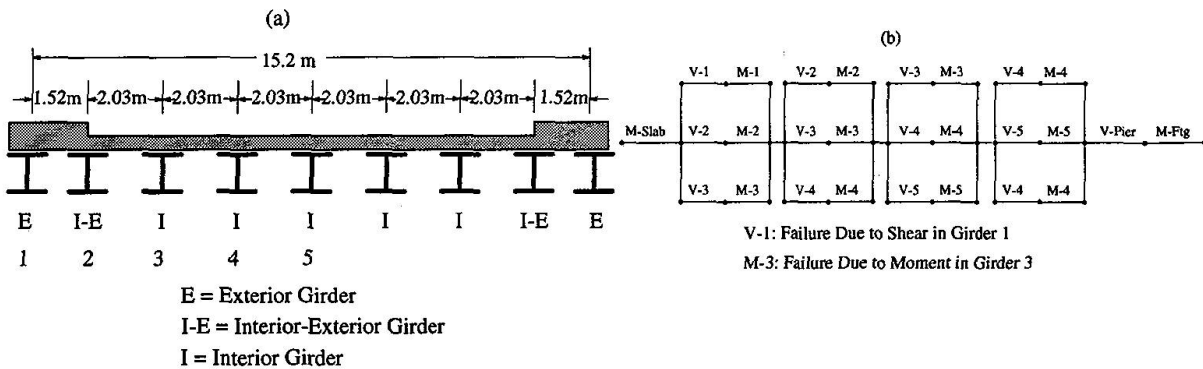 (a)
15.2 m
1.52m 2.03m 2.03m 2.03m 2.03m 2.03m 2.03m 1.52m
E I-E I I I I I I-E E
1 2 3 4 5
E = Exterior Girder
I-E = Interior-Exterior Girder
I = Interior Girder
(b)
V-1 M-1 V-2 M-2 V-3 M-3 V-4 M-4
M-Slab V-2 M-2 V-3 M-3 V-4 M-4 V-5 M-5 V-Pier M-Ftg
V-3 M-3 V-4 M-4 V-5 M-5 V-4 M-4
V-1: Failure Due to Shear in Girder 1
M-3: Failure Due to Moment in Girder 3